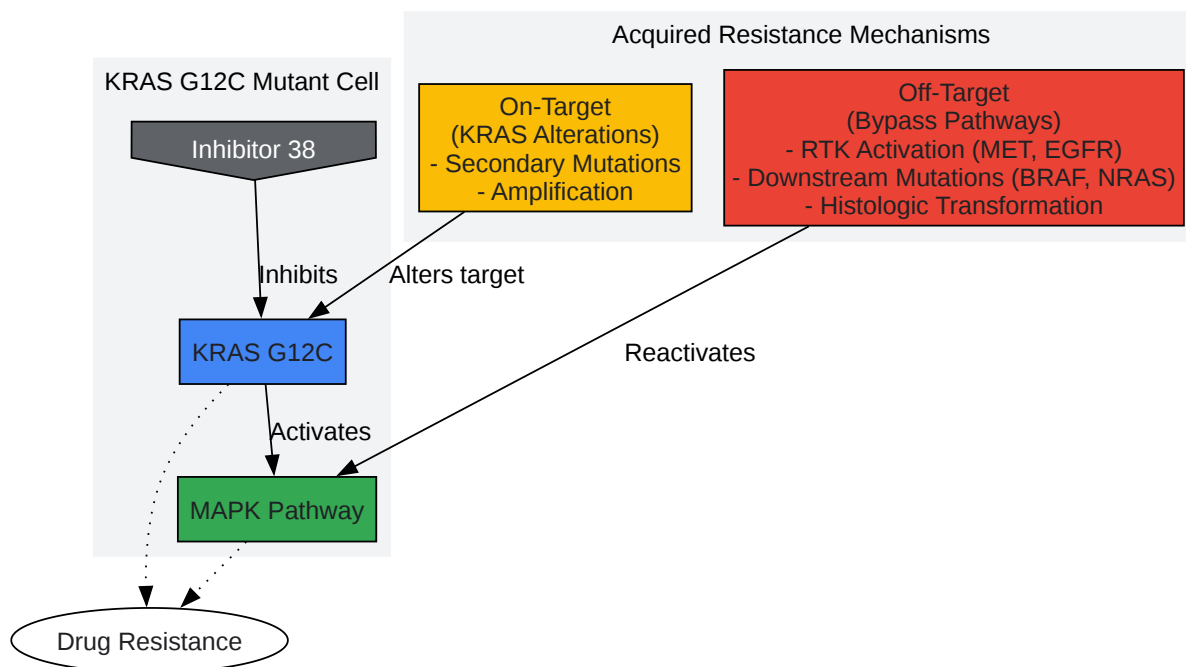 Acquired Resistance Mechanisms
KRAS G12C Mutant Cell
On-Target
(KRAS Alterations)
- Secondary Mutations
- Amplification
Off-Target
(Bypass Pathways)
- RTK Activation (MET, EGFR)
- Downstream Mutations (BRAF, NRAS)
- Histologic Transformation
Inhibitor 38
Inhibits
Alters target
KRAS G12C
Reactivates
Activates
MAPK Pathway
Drug Resistance